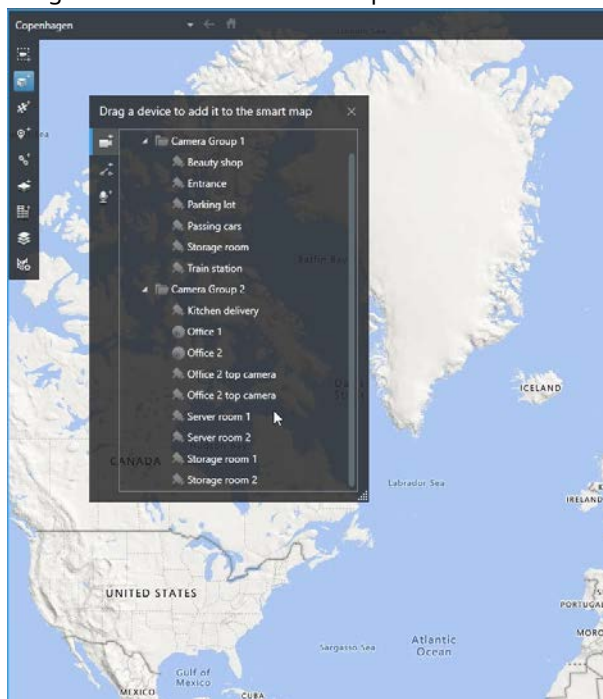 Copenhagen
Drag a device to add it to the smart map
Camera Group 1
Beauty shop
Entrance
Parking lot
Passing cars
Storage room
Train station
Camera Group 2
Kitchen delivery
Office 1
Office 2
Office 2 top camera
Office 2 top camera
Server room 1
Server room 2
Storage room 1
Storage room 2
ICELAND
CANADA
Labrador Sea
IRELAND
UNITED STATES
PORTUGAL
Sargasso Sea
Atlantic
Ocean
Gulf of
Mexico
MEXICO
CUBA